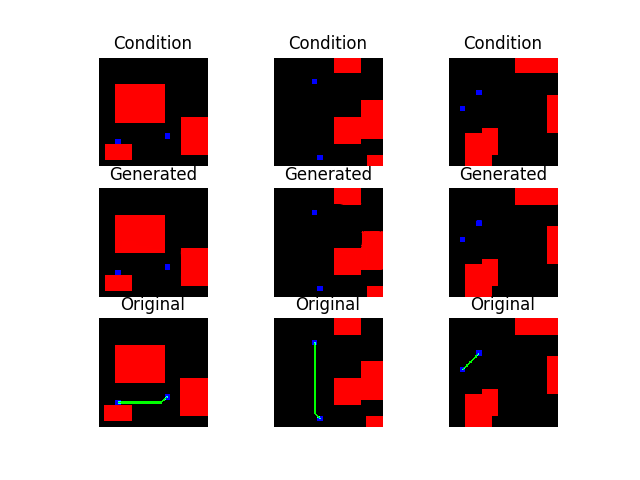 Condition
Condition
Condition
Generated
Generated
Generated
Original
Original
Original